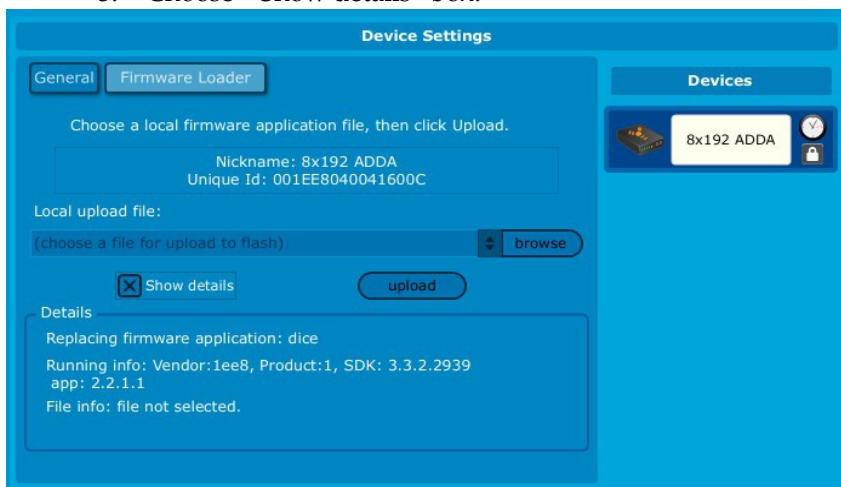 Device Settings
General
Firmware Loader
Choose a local firmware application file, then click Upload.
Nickname: 8x192 ADDA
Unique Id: 001EE8040041600C
Local upload file:
(choose a file for upload to flash)
browse
Show details
upload
Details
Replacing firmware application: dice
Running info: Vendor:1ee8, Product:1, SDK: 3.3.2.2939
app: 2.2.1.1
File info: file not selected.
Devices
8x192 ADDA